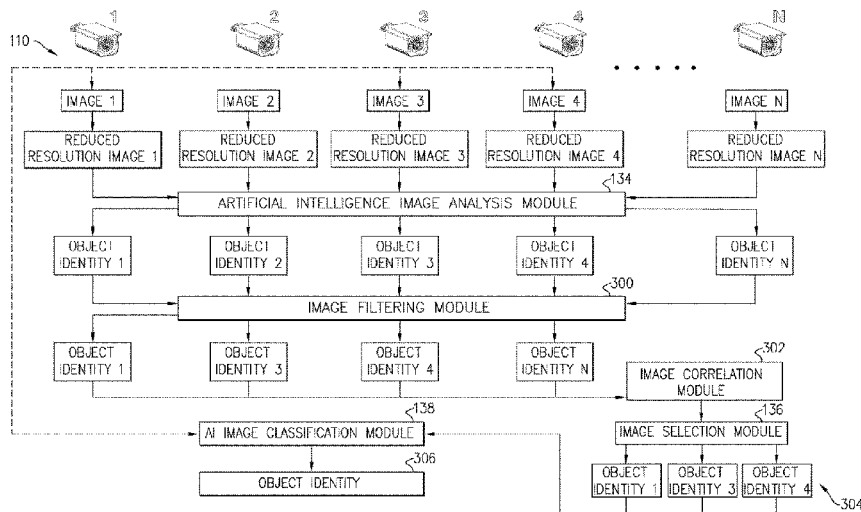 1 2 3 4 N
110
IMAGE 1 IMAGE 2 IMAGE 3 IMAGE 4 IMAGE N
REDUCED REDUCED REDUCED REDUCED REDUCED
RESOLUTION IMAGE 1 RESOLUTION IMAGE 2 RESOLUTION IMAGE 3 RESOLUTION IMAGE 4 RESOLUTION IMAGE N
134
ARTIFICIAL INTELLIGENCE IMAGE ANALYSIS MODULE
OBJECT OBJECT OBJECT OBJECT OBJECT
IDENTITY 1 IDENTITY 2 IDENTITY 3 IDENTITY 4 IDENTITY N
300
IMAGE FILTERING MODULE
OBJECT OBJECT OBJECT OBJECT
IDENTITY 1 IDENTITY 3 IDENTITY 4 IDENTITY N
302
IMAGE CORRELATION
MODULE
138
AI IMAGE CLASSIFICATION MODULE
136
IMAGE SELECTION MODULE
306
OBJECT IDENTITY
OBJECT OBJECT OBJECT
IDENTITY 1 IDENTITY 3 IDENTITY 4
304